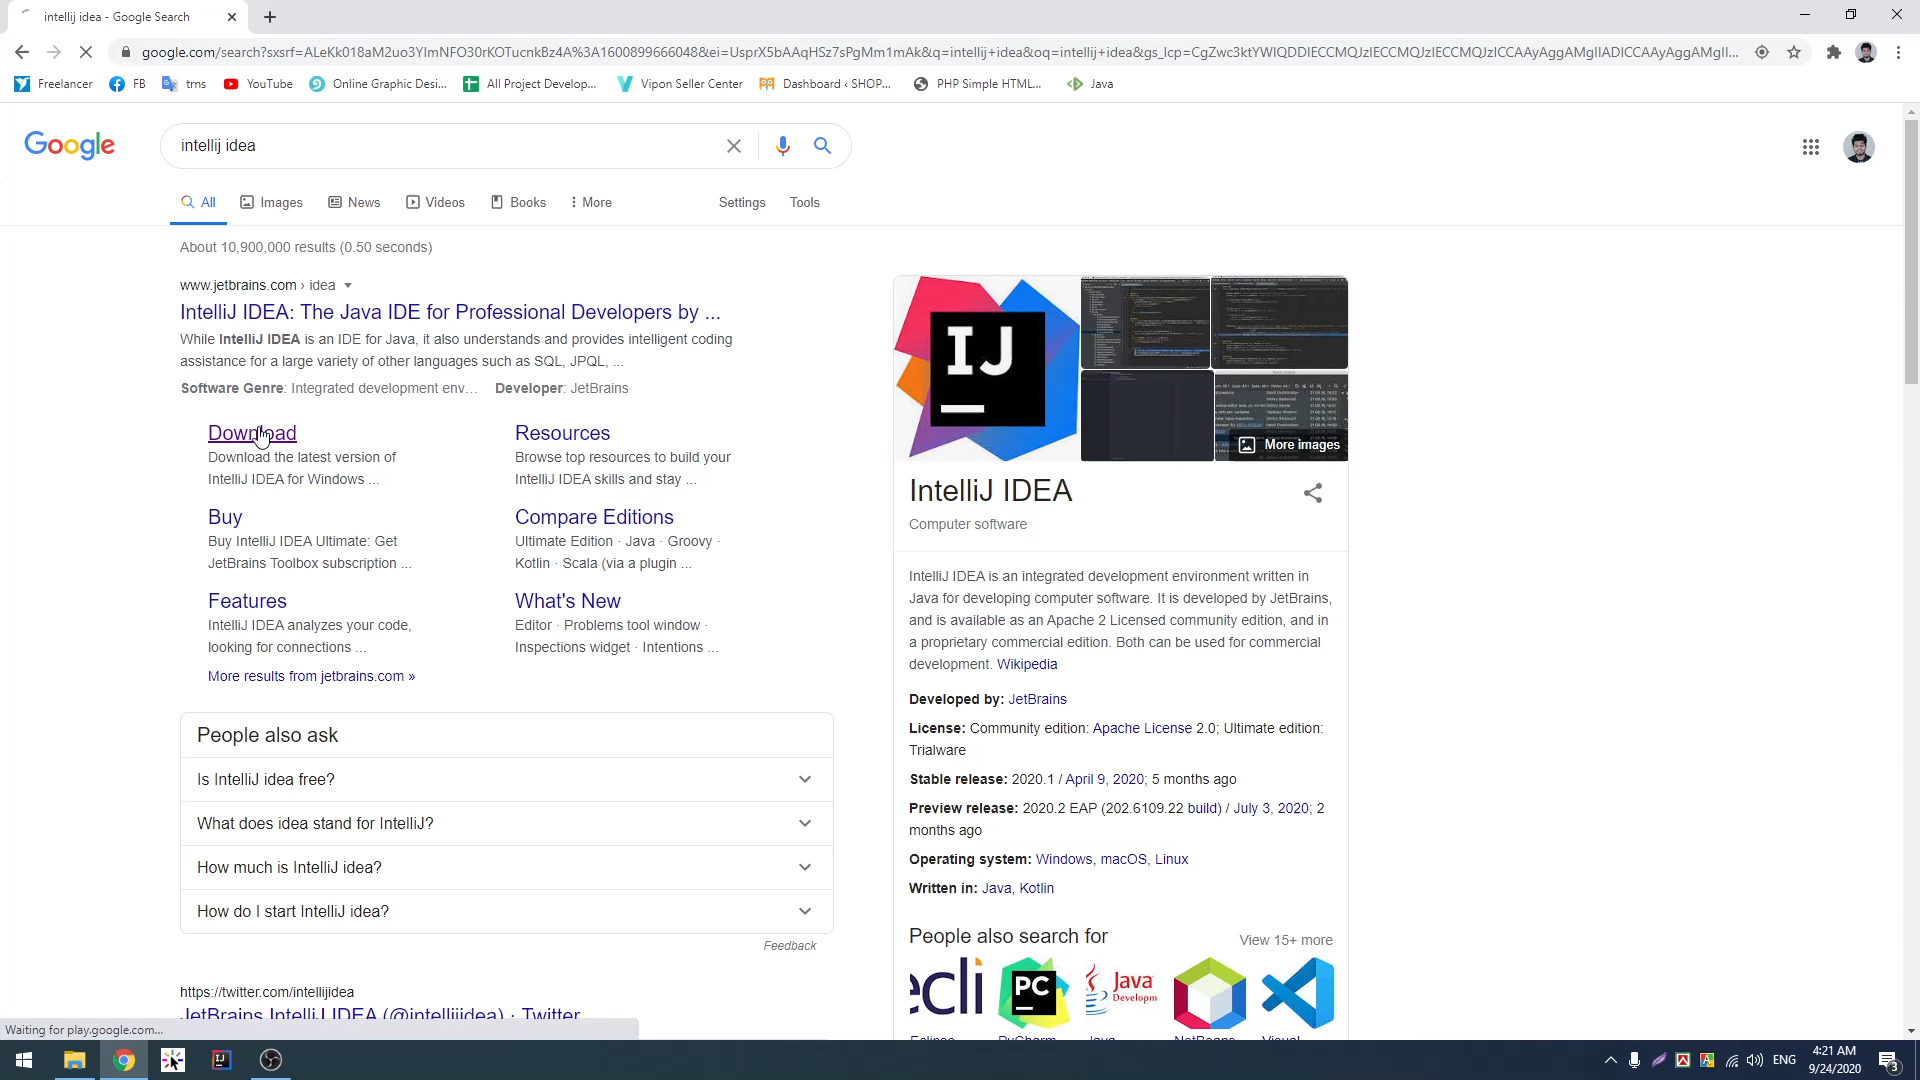 intellij idea - Google Search
google.com/search?sxsrf=ALeKk018aM2uo3YlmNFO30rKOTucnkBz4A%3A1600899666048&ei=UsprX5bAAqHSz7sPgMm1mAk&q=intellij+idea&oq=intellij+idea&gs_lcp=CgZwc3ktYWIQDDIECCMQJzIECCMQJzIECCMQJzICCAAyAggAMgIIADICCAAyAggAMgII...
Freelancer FB trns YouTube Online Graphic Desi... All Project Develop... Vipon Seller Center Dashboard ‹ SHOP... PHP Simple HTML... Java
Google
intellij idea
All Images News Videos Books More Settings Tools
About 10,900,000 results (0.50 seconds)
www.jetbrains.com › idea
IntelliJ IDEA: The Java IDE for Professional Developers by ...
While IntelliJ IDEA is an IDE for Java, it also understands and provides intelligent coding
assistance for a large variety of other languages such as SQL, JPQL, ...
Software Genre: Integrated development env... Developer: JetBrains
Download
Download the latest version of
IntelliJ IDEA for Windows ...
Resources
Browse top resources to build your
IntelliJ IDEA skills and stay ...
Buy
Buy IntelliJ IDEA Ultimate: Get
JetBrains Toolbox subscription ...
Compare Editions
Ultimate Edition · Java · Groovy ·
Kotlin · Scala (via a plugin ...
Features
IntelliJ IDEA analyzes your code,
looking for connections ...
What's New
Editor · Problems tool window ·
Inspections widget · Intentions ...
More results from jetbrains.com »
People also ask
Is IntelliJ idea free?
What does idea stand for IntelliJ?
How much is IntelliJ idea?
How do I start IntelliJ idea?
Feedback
https://twitter.com/intellijidea
JetBrains IntelliJ IDEA (@intellijidea) · Twitter
Waiting for play.google.com...
IJ
More images
IntelliJ IDEA
Computer software
IntelliJ IDEA is an integrated development environment written in
Java for developing computer software. It is developed by JetBrains,
and is available as an Apache 2 Licensed community edition, and in
a proprietary commercial edition. Both can be used for commercial
development. Wikipedia
Developed by: JetBrains
License: Community edition: Apache License 2.0; Ultimate edition:
Trialware
Stable release: 2020.1 / April 9, 2020; 5 months ago
Preview release: 2020.2 EAP (202.6109.22 build) / July 3, 2020; 2
months ago
Operating system: Windows, macOS, Linux
Written in: Java, Kotlin
People also search for
View 15+ more
ecli PC Java Developm
Eclipse PyCharm Java NetBeans Visual
ENG
4:21 AM
9/24/2020
3